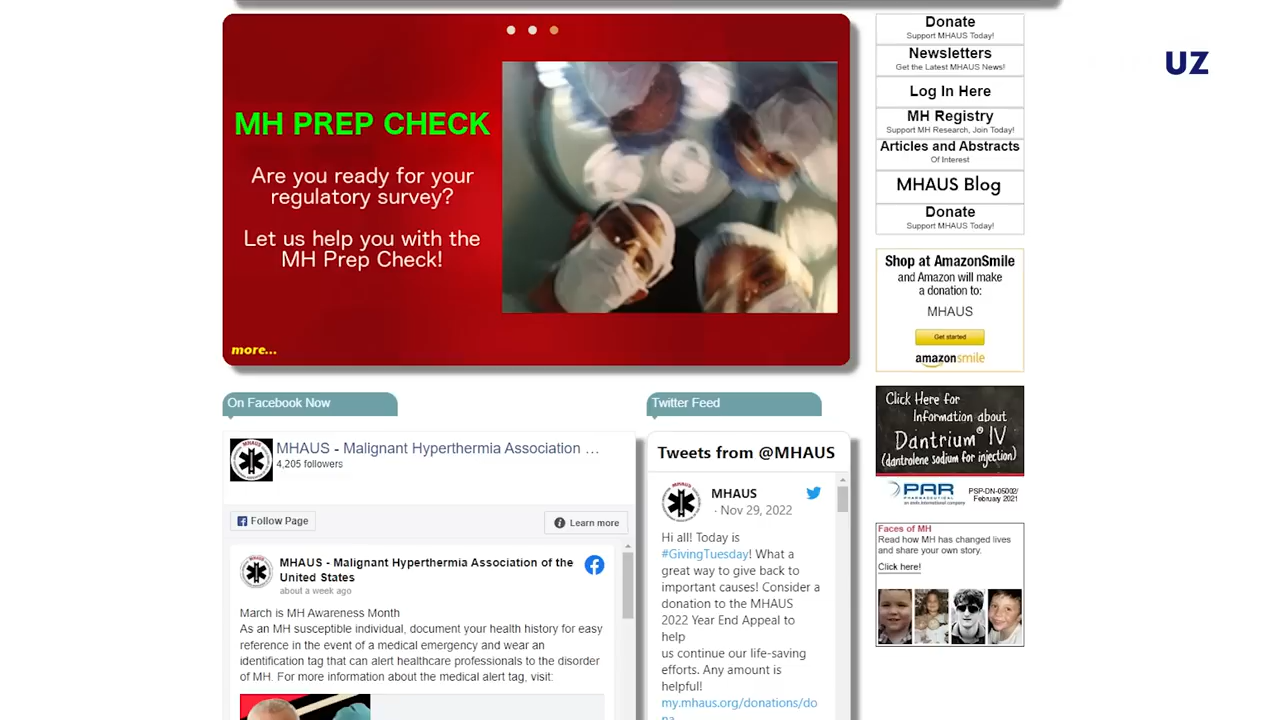 MH PREP CHECK
Are you ready for your
regulatory survey?
Let us help you with the
MH Prep Check!
more...
Donate
Support MHAUS Today!
Newsletters
Get the Latest MHAUS News!
Log In Here
MH Registry
Support MH Research, Join Today!
Articles and Abstracts
Of Interest
MHAUS Blog
Donate
Support MHAUS Today!
UZ
Shop at AmazonSmile
and Amazon will make
a donation to:
MHAUS
Get started
amazonsmile
Click Here for
Information about
Dantrium® IV
(dantrolene sodium for injection)
PAR
PHARMACEUTICAL
PSP-DN-05002/
February 2021
Faces of MH
Read how MH has changed lives
and share your own story.
Click here!
On Facebook Now
MHAUS - Malignant Hyperthermia Association ...
4,205 followers
Follow Page
Learn more
MHAUS - Malignant Hyperthermia Association of the
United States
about a week ago
March is MH Awareness Month
As an MH susceptible individual, document your health history for easy
reference in the event of a medical emergency and wear an
identification tag that can alert healthcare professionals to the disorder
of MH. For more information about the medical alert tag, visit:
Twitter Feed
Tweets from @MHAUS
MHAUS
· Nov 29, 2022
Hi all! Today is
#GivingTuesday! What a
great way to give back to
important causes! Consider a
donation to the MHAUS
2022 Year End Appeal to
help
us continue our life-saving
efforts. Any amount is
helpful!
my.mhaus.org/donations/do
na